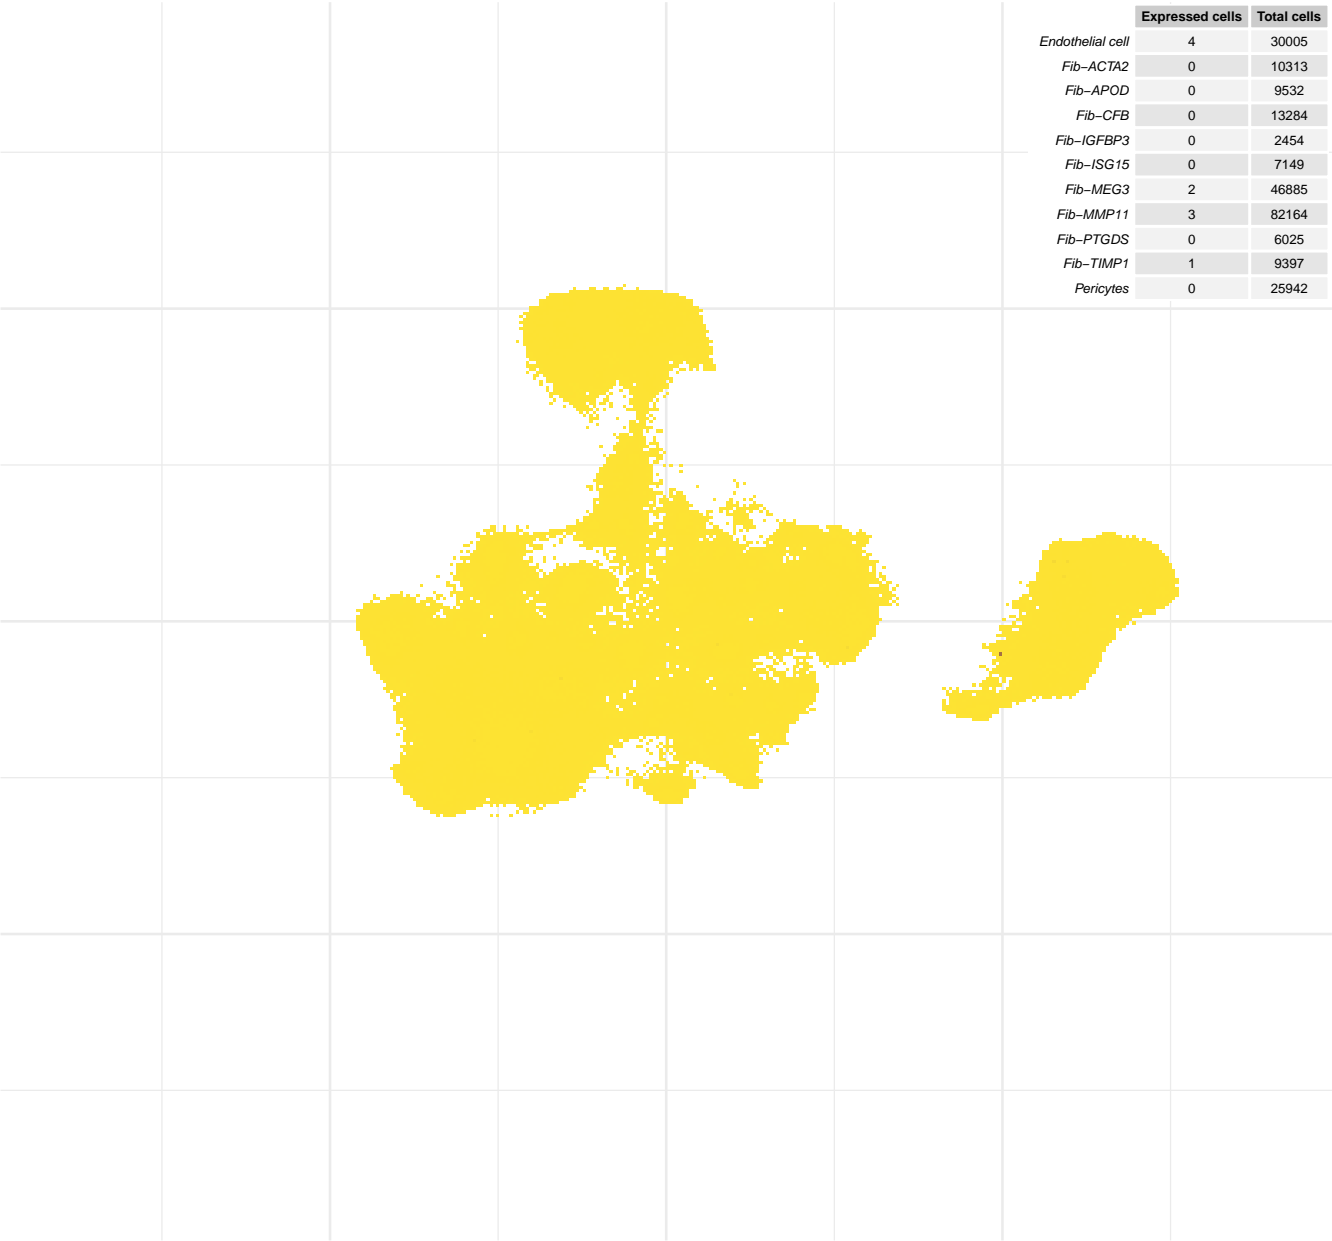 Expressed cells Total cells
Endothelial cell 4 30005
Fib−ACTA2 0 10313
Fib−APOD 0 9532
Fib−CFB 0 13284
Fib−IGFBP3 0 2454
Fib−ISG15 0 7149
Fib−MEG3 2 46885
Fib−MMP11 3 82164
Fib−PTGDS 0 6025
Fib−TIMP1 1 9397
Pericytes 0 25942